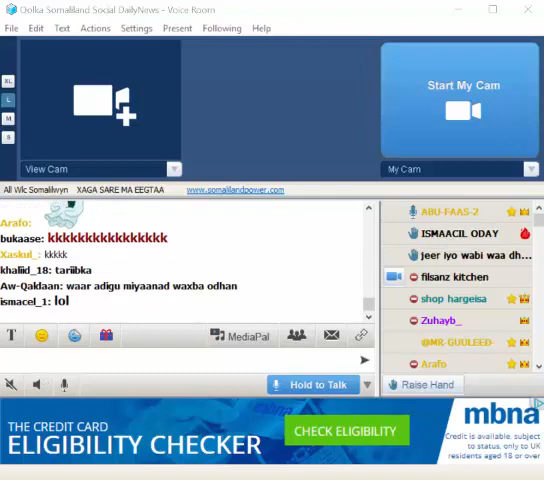 Qolka Somaliland Social DailyNews - Voice Room
File Edit Text Actions Settings Present Following Help
XL
L
M
S
Start My Cam
View Cam
My Cam
All Wlc Somalilwyn XAGA SARE MA EEGTAA www.somalilandpower.com
Arafo:
bukaase: kkkkkkkkkkkkkkkkk
Xaskul_: kkkkk
khaliid_18: tariibka
Aw-Qaldaan: waar adigu miyaanad waxba odhan
ismacel_1: lol
ABU-FAAS-2
ISMAACIL ODAY
jeer iyo wabi waa dh...
filsanz kitchen
shop hargeisa
Zuhayb_
@MR-GUULEED-
Arafo
T
MediaPal
Hold to Talk
Raise Hand
THE CREDIT CARD
ELIGIBILITY CHECKER
CHECK ELIGIBILITY
mbna
Credit is available, subject
to status, only to UK
residents aged 18 or over